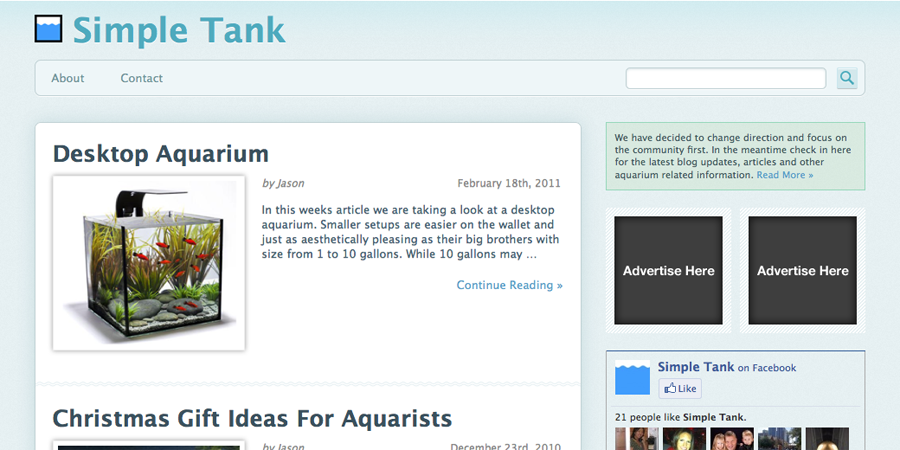 Simple Tank
About
Contact
Desktop Aquarium
by Jason
February 18th, 2011
In this weeks article we are taking a look at a desktop
aquarium. Smaller setups are easier on the wallet and
just as aesthetically pleasing as their big brothers with
size from 1 to 10 gallons. While 10 gallons may ...
Continue Reading »
Christmas Gift Ideas For Aquarists
by Jason
December 23rd, 2010
We have decided to change direction and focus on
the community first. In the meantime check in here
for the latest blog updates, articles and other
aquarium related information. Read More »
Advertise Here
Advertise Here
Simple Tank on Facebook
Like
21 people like Simple Tank.